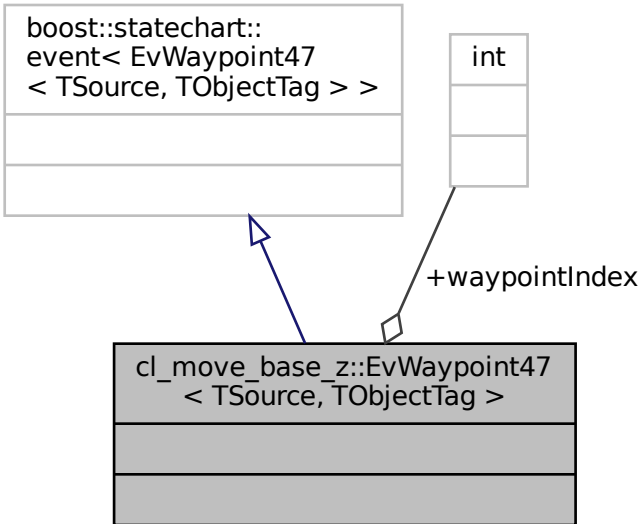 boost::statechart::
event< EvWaypoint47
< TSource, TObjectTag > >
int
+waypointIndex
cl_move_base_z::EvWaypoint47
< TSource, TObjectTag >